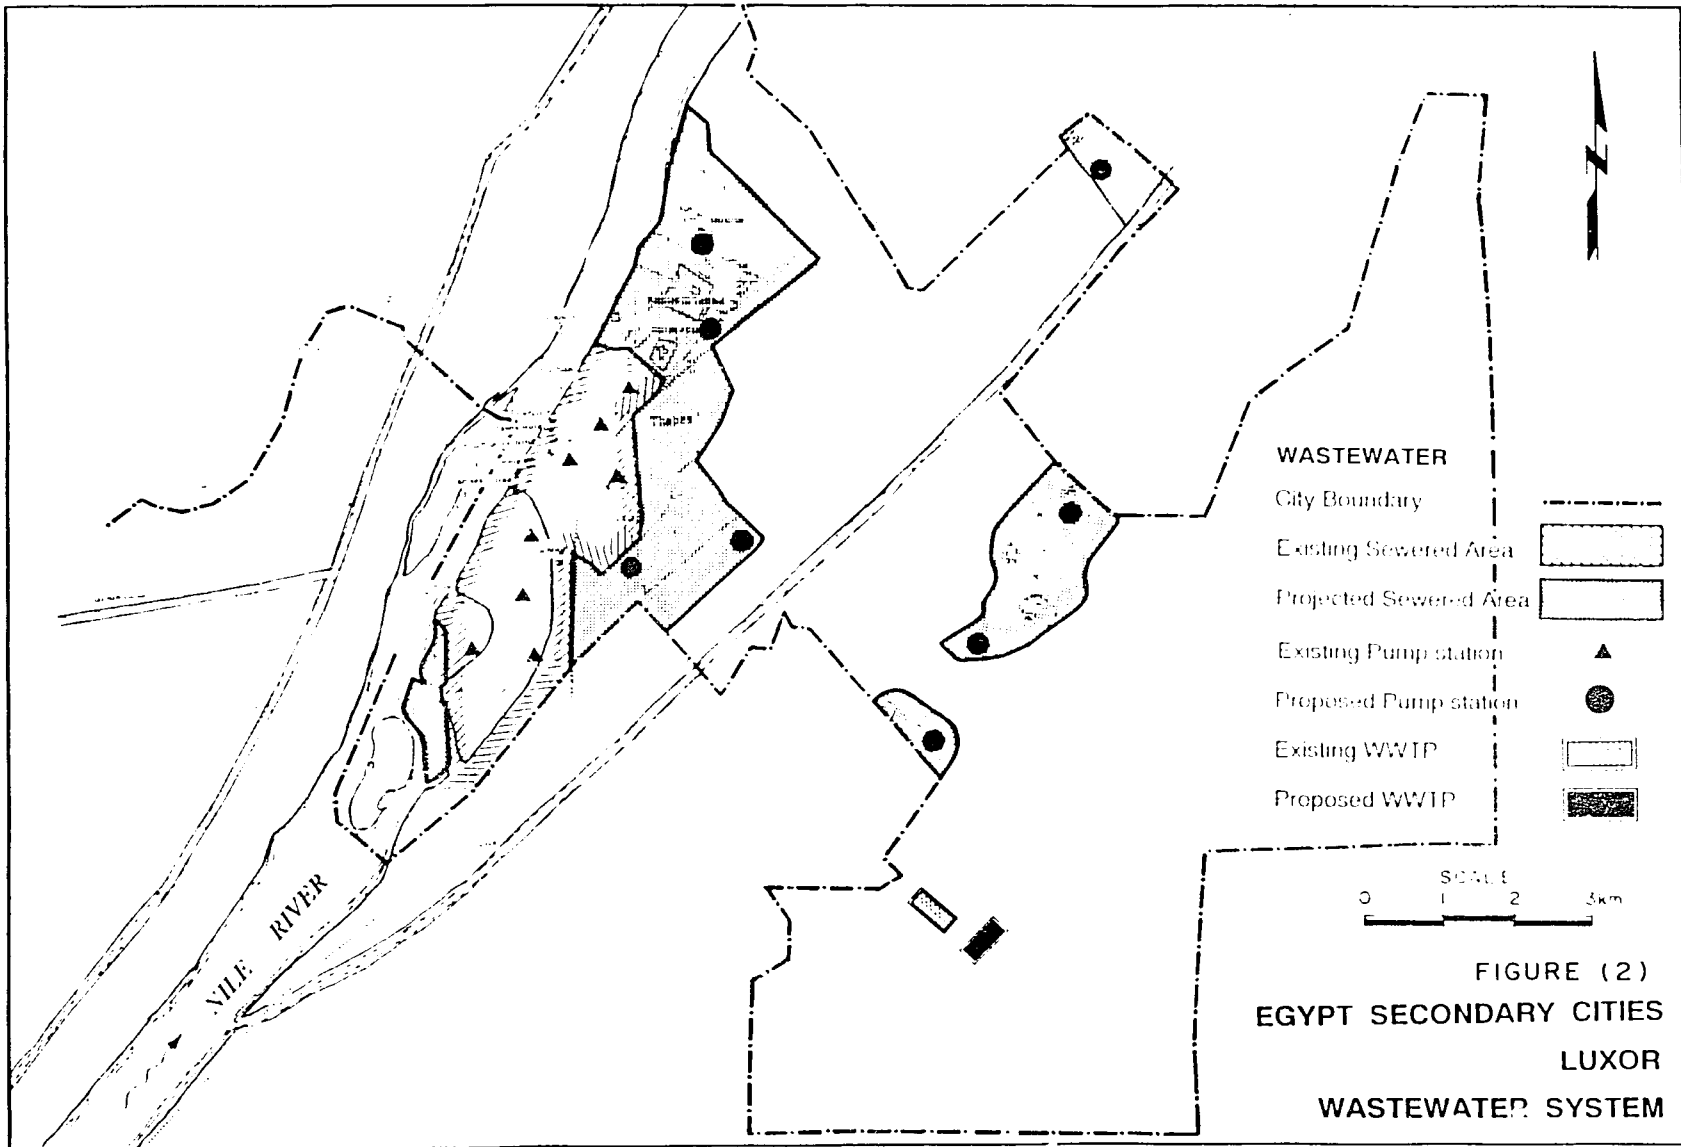 Thebes
NILE RIVER
WASTEWATER
City Boundary
Existing Sewered Area
Projected Sewered Area
Existing Pump station
Proposed Pump station
Existing WWTP
Proposed WWTP
SCALE
0 1 2 3km
FIGURE (2)
EGYPT SECONDARY CITIES
LUXOR
WASTEWATER SYSTEM